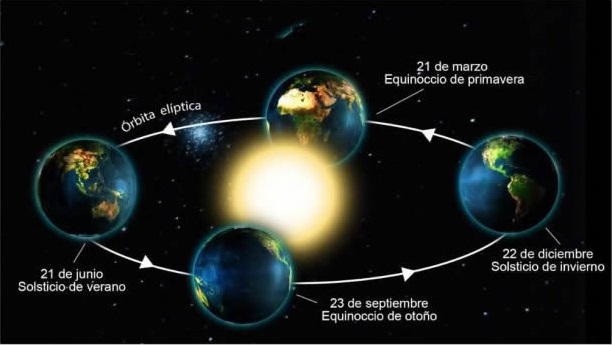 21 de marzo
Equinoccio de primavera
Órbita elíptica
22 de diciembre
Solsticio de invierno
21 de junio
Solsticio de verano
23 de septiembre
Equinoccio de otoño